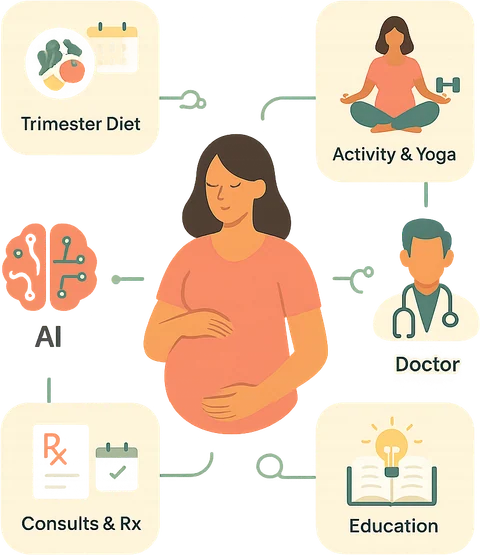 Trimester Diet
Activity & Yoga
AI
Doctor
Rx
Consults & Rx
Education